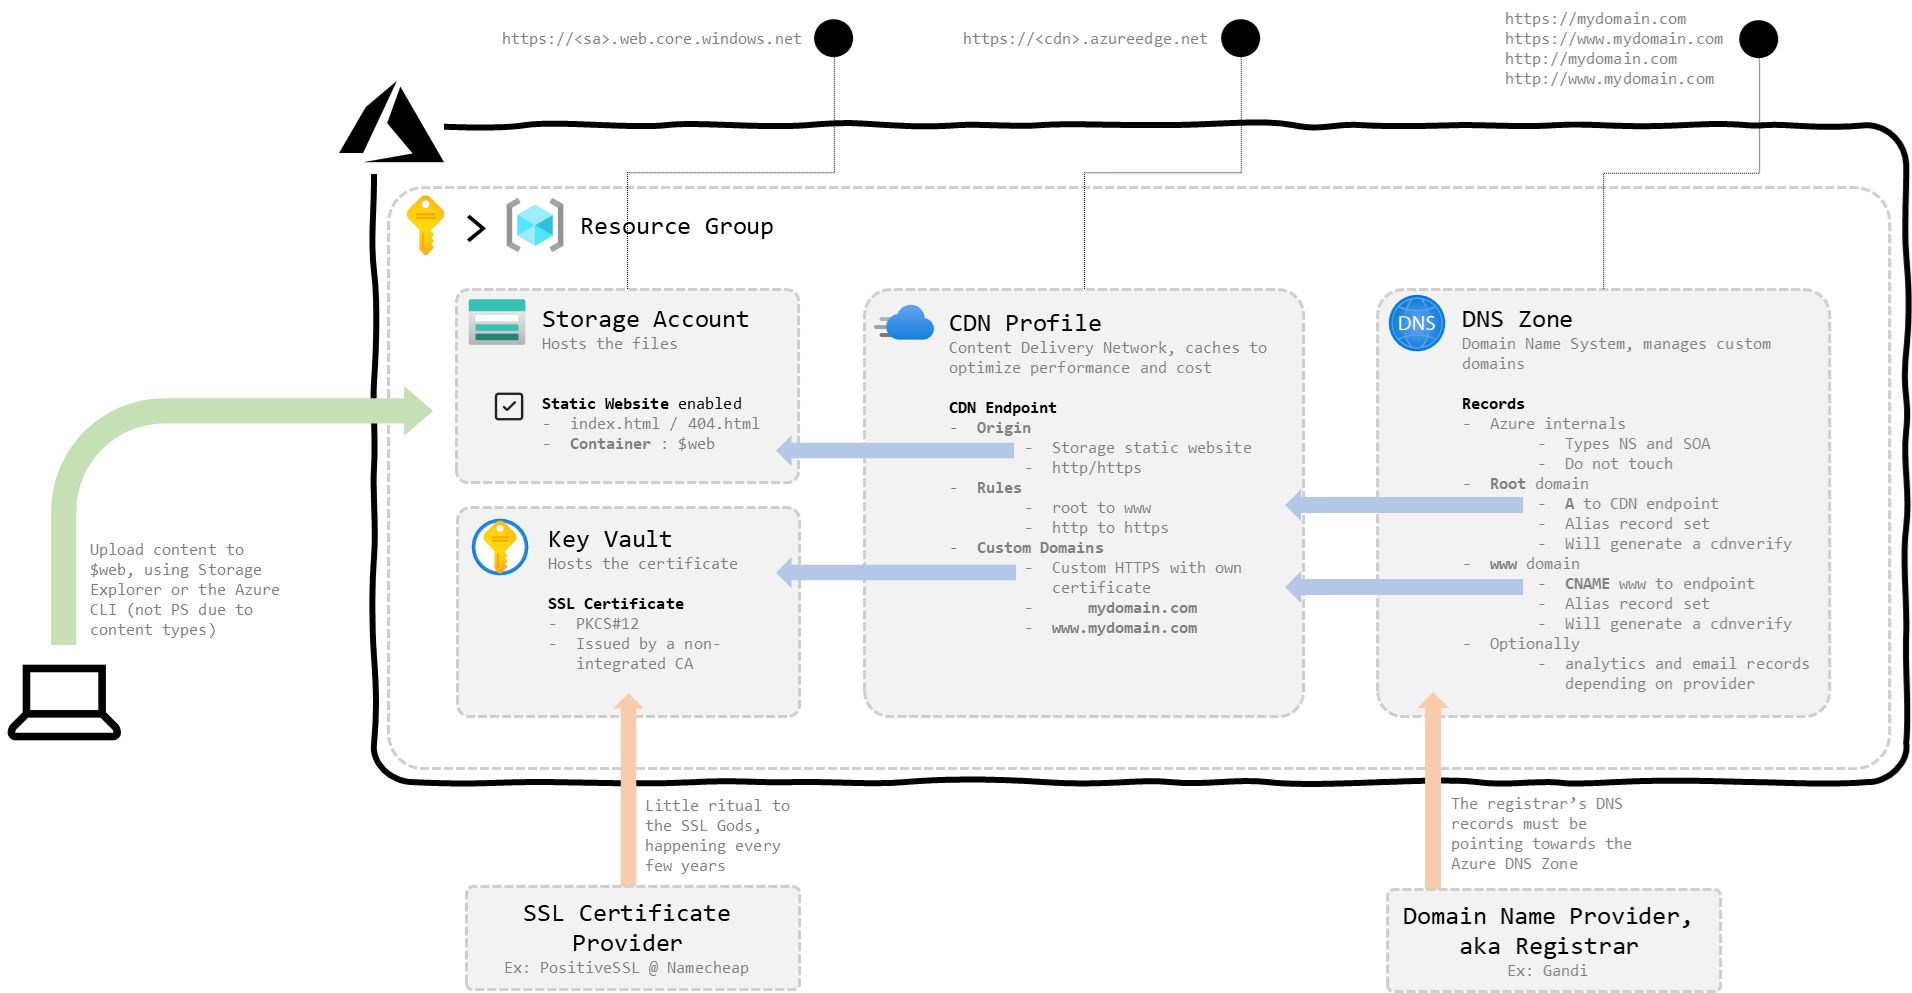 https://<sa>.web.core.windows.net
https://<cdn>.azureedge.net
https://mydomain.com
https://www.mydomain.com
http://mydomain.com
http://www.mydomain.com
Resource Group
Storage Account
Hosts the files
Static Website enabled
- index.html / 404.html
- Container : $web
Key Vault
Hosts the certificate
SSL Certificate
- PKCS#12
- Issued by a non-
integrated CA
CDN Profile
Content Delivery Network, caches to
optimize performance and cost
CDN Endpoint
- Origin
- Storage static website
- http/https
- Rules
- root to www
- http to https
- Custom Domains
- Custom HTTPS with own
certificate
- mydomain.com
- www.mydomain.com
DNS
DNS Zone
Domain Name System, manages custom
domains
Records
- Azure internals
- Types NS and SOA
- Do not touch
- Root domain
- A to CDN endpoint
- Alias record set
- Will generate a cdnverify
- www domain
- CNAME www to endpoint
- Alias record set
- Will generate a cdnverify
- Optionally
- analytics and email records
depending on provider
Upload content to
$web, using Storage
Explorer or the Azure
CLI (not PS due to
content types)
Little ritual to
the SSL Gods,
happening every
few years
The registrar's DNS
records must be
pointing towards the
Azure DNS Zone
SSL Certificate
Provider
Ex: PositiveSSL @ Namecheap
Domain Name Provider,
aka Registrar
Ex: Gandi